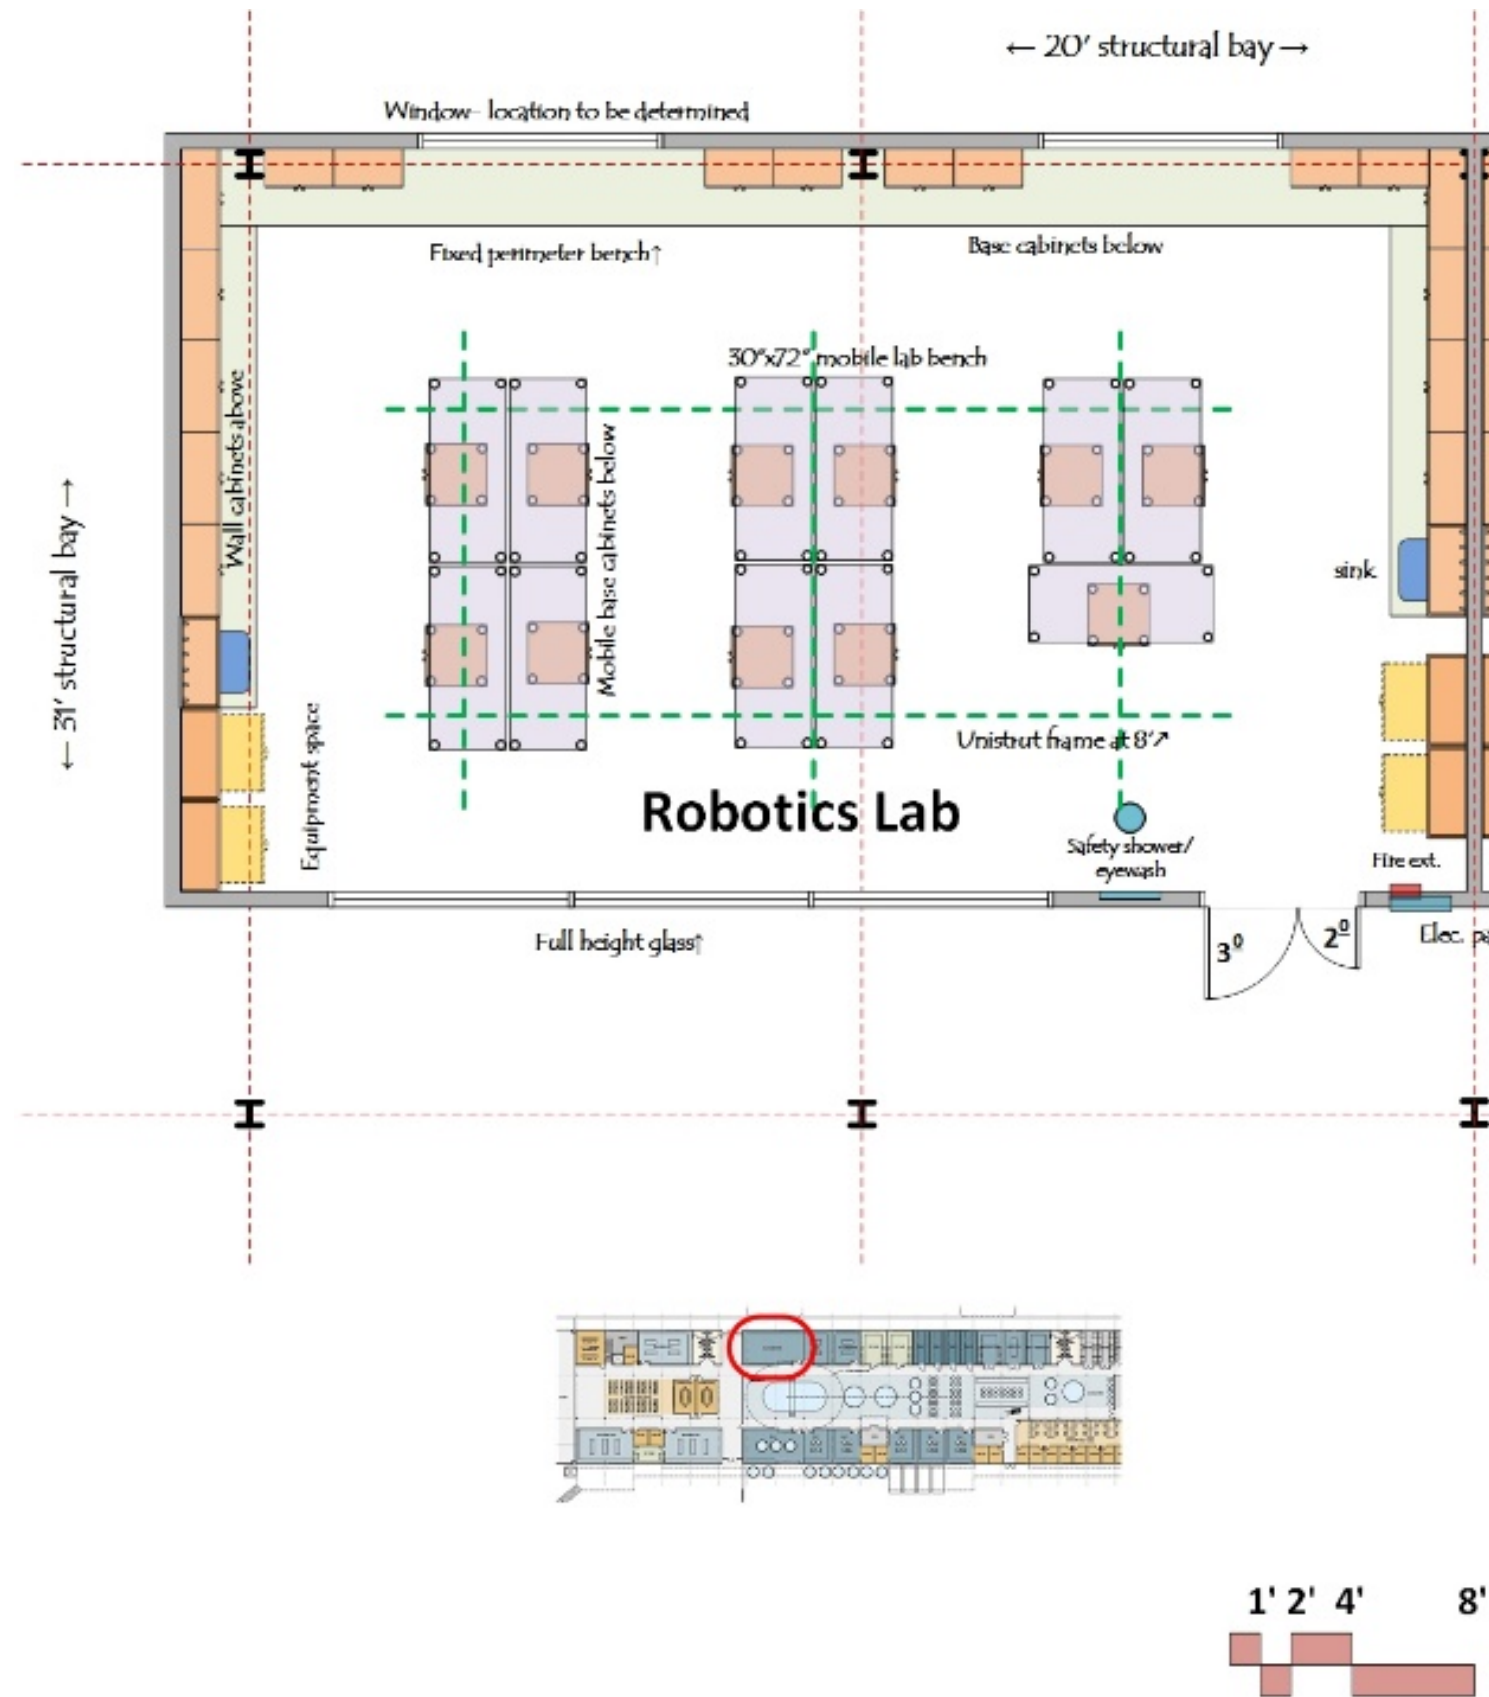 ← 20' structural bay →
Window- location to be determined
Fixed perimeter bench↑
Base cabinets below
30"x72" mobile lab bench
Wall cabinets above
Mobile base cabinets below
← 31' structural bay →
sink
Equipment space
Unistrut frame at 8'↗
Robotics Lab
Safety shower/
eyewash
Fire ext.
Full height glass↑
3º
2º
Elec.
1' 2' 4' 8'